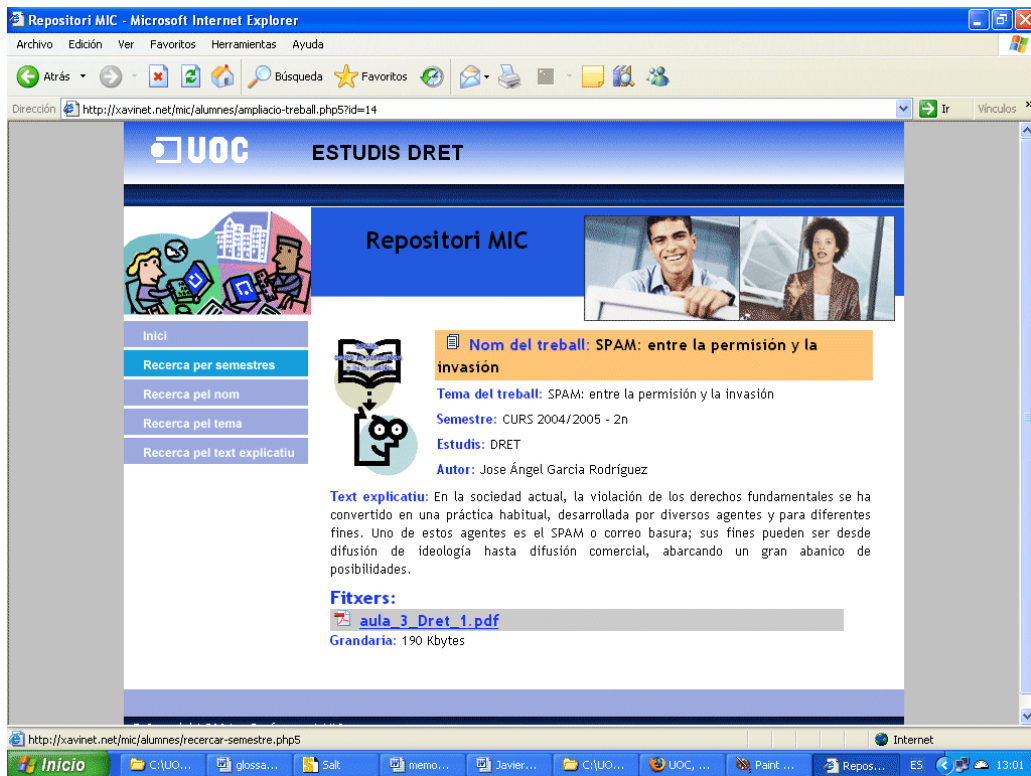 Repositori MIC - Microsoft Internet Explorer
Archivo Edición Ver Favoritos Herramientas Ayuda
Atrás Búsqueda Favoritos
Dirección http://xavinet.net/mic/alumnes/ampliacio-treball.php5?id=14 Ir Vínculos »
UOC ESTUDIS DRET
Repositori MIC
Inici
Recerca per semestres
Recerca pel nom
Recerca pel tema
Recerca pel text explicatiu
Nom del treball: SPAM: entre la permisión y la
invasión
Tema del treball: SPAM: entre la permisión y la invasión
Semestre: CURS 2004/2005 - 2n
Estudis: DRET
Autor: Jose Ángel Garcia Rodríguez
Text explicatiu: En la sociedad actual, la violación de los derechos fundamentales se ha
convertido en una práctica habitual, desarrollada por diversos agentes y para diferentes
fines. Uno de estos agentes es el SPAM o correo basura; sus fines pueden ser desde
difusión de ideología hasta difusión comercial, abarcando un gran abanico de
posibilidades.
Fitxers:
aula_3_Dret_1.pdf
Grandaria: 190 Kbytes
http://xavinet.net/mic/alumnes/recercar-semestre.php5 Internet
Inicio C:\UO... glossa... Salt memo... Javier... C:\UO... UOC, ... Paint ... Repos... ES 13:01